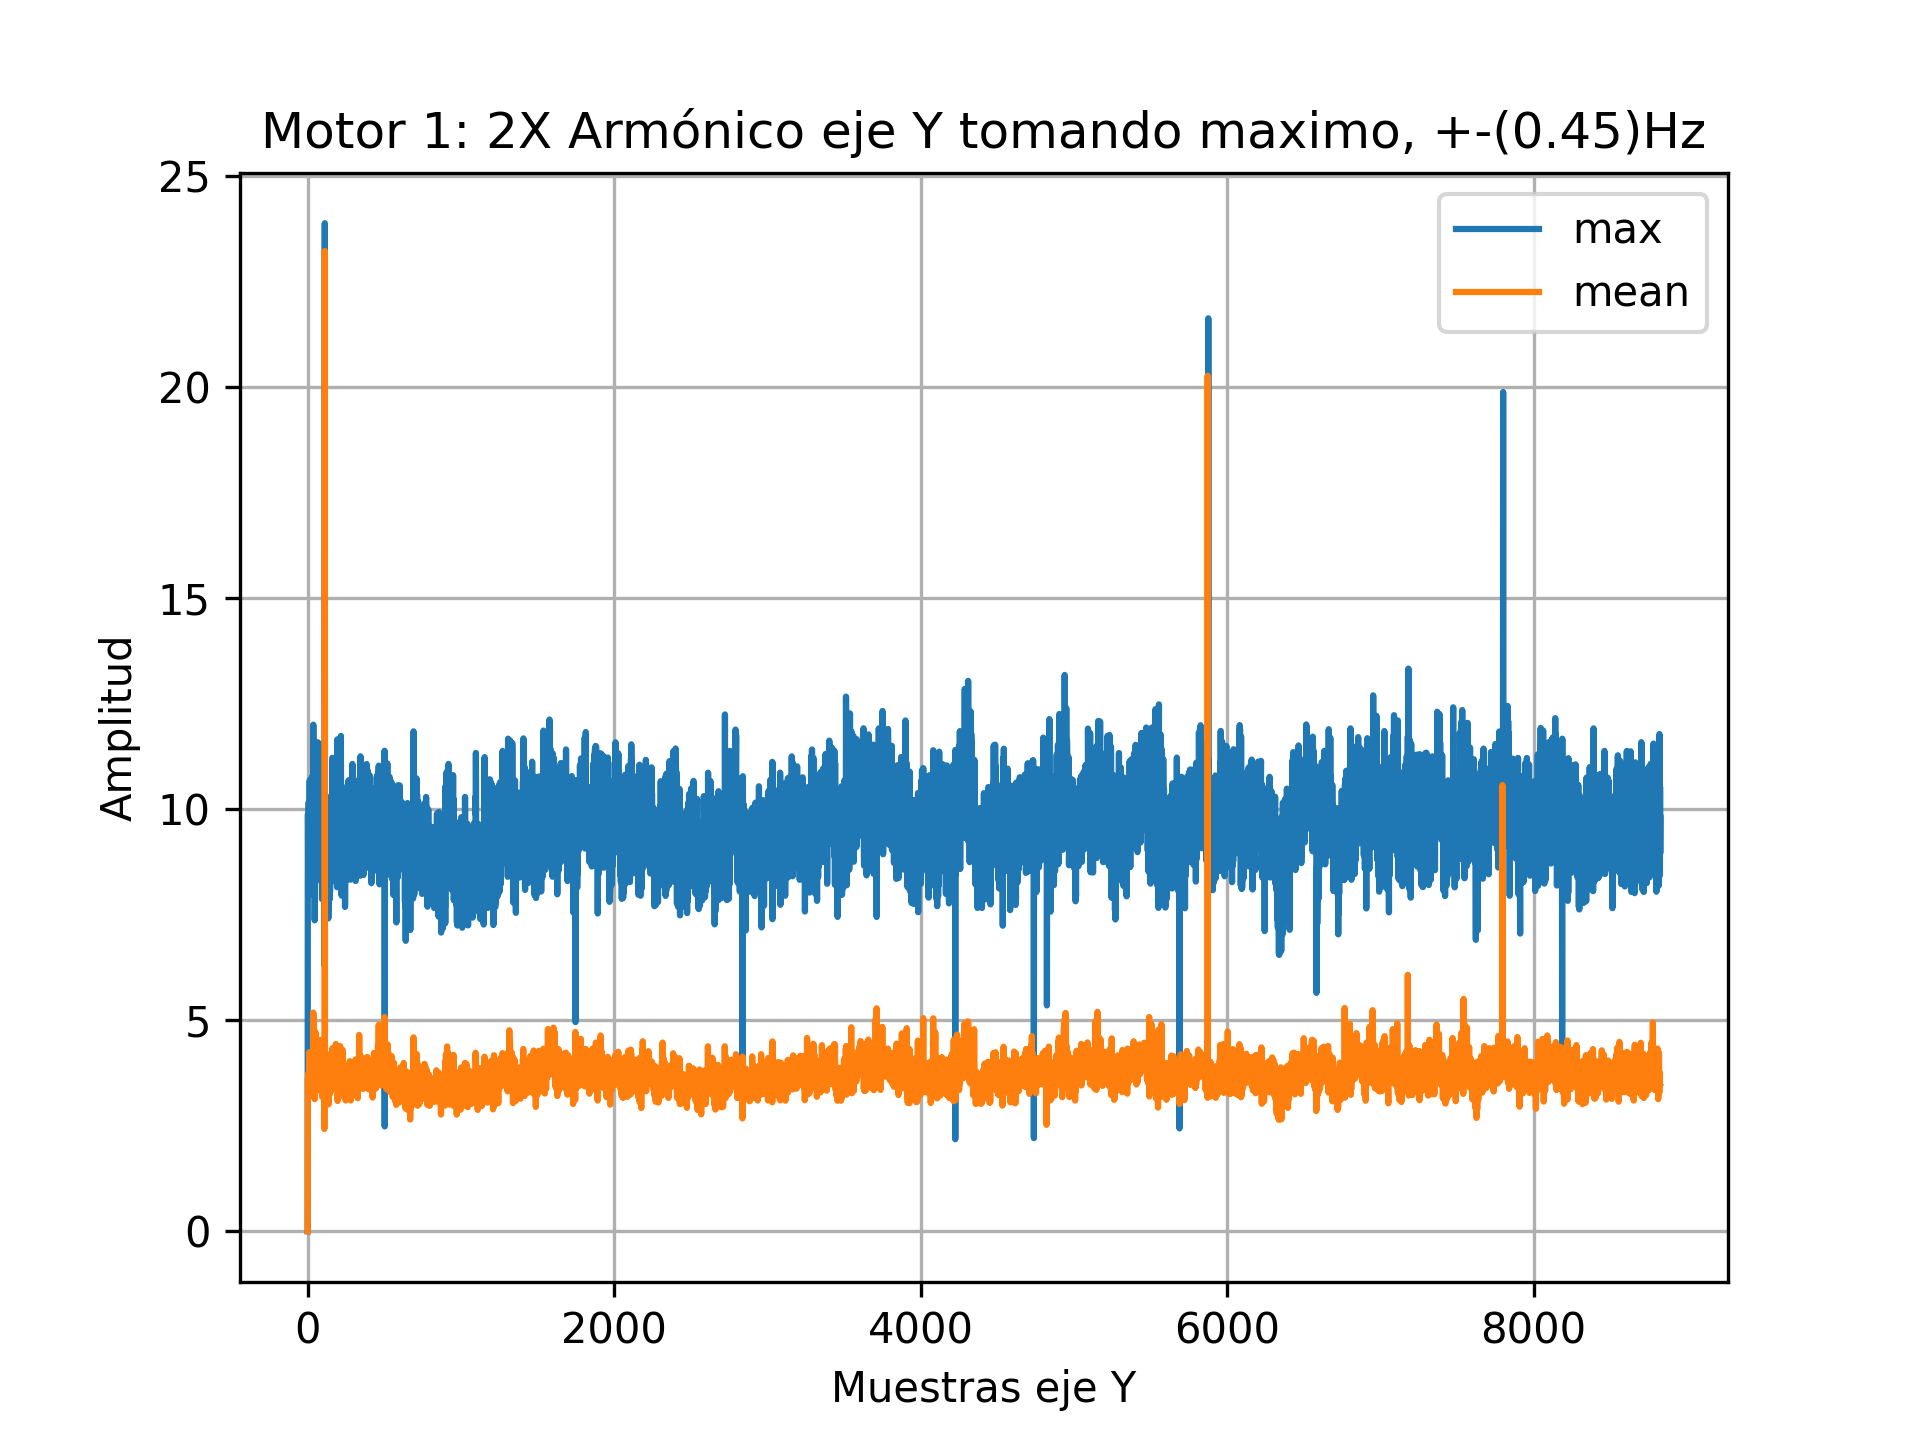 Motor 1: 2X Armónico eje Y tomando maximo, +-(0.45)Hz
max
mean
Amplitud
25
20
15
10
5
0
0 2000 4000 6000 8000
Muestras eje Y